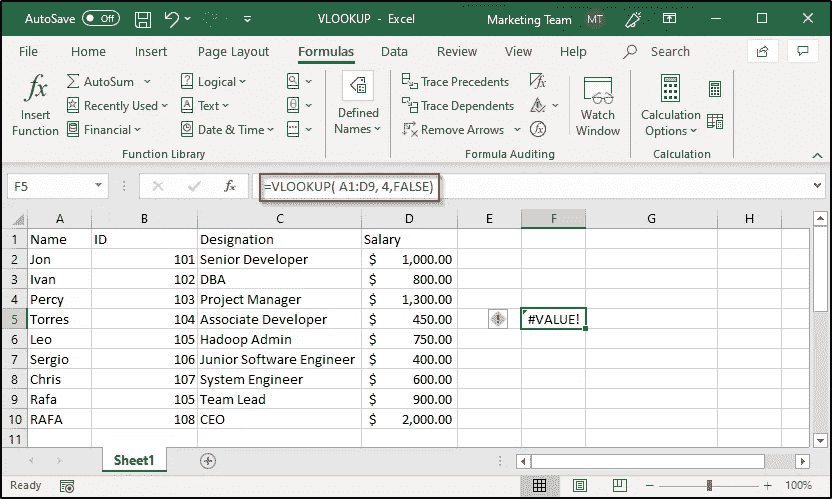 AutoSave Off VLOOKUP - Excel Marketing Team MT
File Home Insert Page Layout Formulas Data Review View Help Search
fx Insert Function
AutoSum
Recently Used
Financial
Logical
Text
Date & Time
Function Library
Defined Names
Trace Precedents
Trace Dependents
Remove Arrows
fx
Formula Auditing
Watch Window
Calculation Options
Calculation
F5 fx =VLOOKUP( A1:D9, 4,FALSE)
A B C D E F G H
1 Name ID Designation Salary
2 Jon 101 Senior Developer $ 1,000.00
3 Ivan 102 DBA $ 800.00
4 Percy 103 Project Manager $ 1,300.00
5 Torres 104 Associate Developer $ 450.00 #VALUE!
6 Leo 105 Hadoop Admin $ 750.00
7 Sergio 106 Junior Software Engineer $ 400.00
8 Chris 107 System Engineer $ 600.00
9 Rafa 105 Team Lead $ 900.00
10 RAFA 108 CEO $ 2,000.00
11
Sheet1
Ready 100%